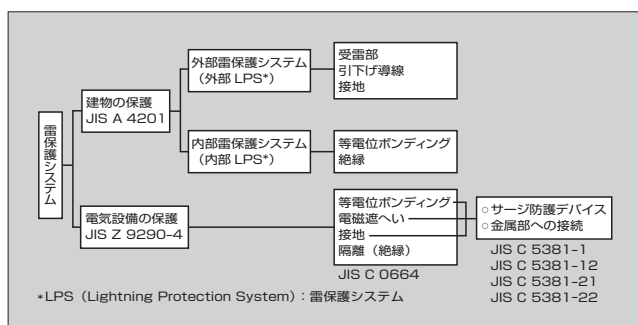 雷保護システム
建物の保護
JIS A 4201
外部雷保護システム
（外部 LPS*）
受雷部
引下げ導線
接地
内部雷保護システム
（内部 LPS*）
等電位ボンディング
絶縁
電気設備の保護
JIS Z 9290-4
等電位ボンディング
電磁遮へい
接地
隔離（絶縁）
JIS C 0664
○サージ防護デバイス
○金属部への接続
JIS C 5381-1
JIS C 5381-12
JIS C 5381-21
JIS C 5381-22
*LPS（Lightning Protection System）：雷保護システム